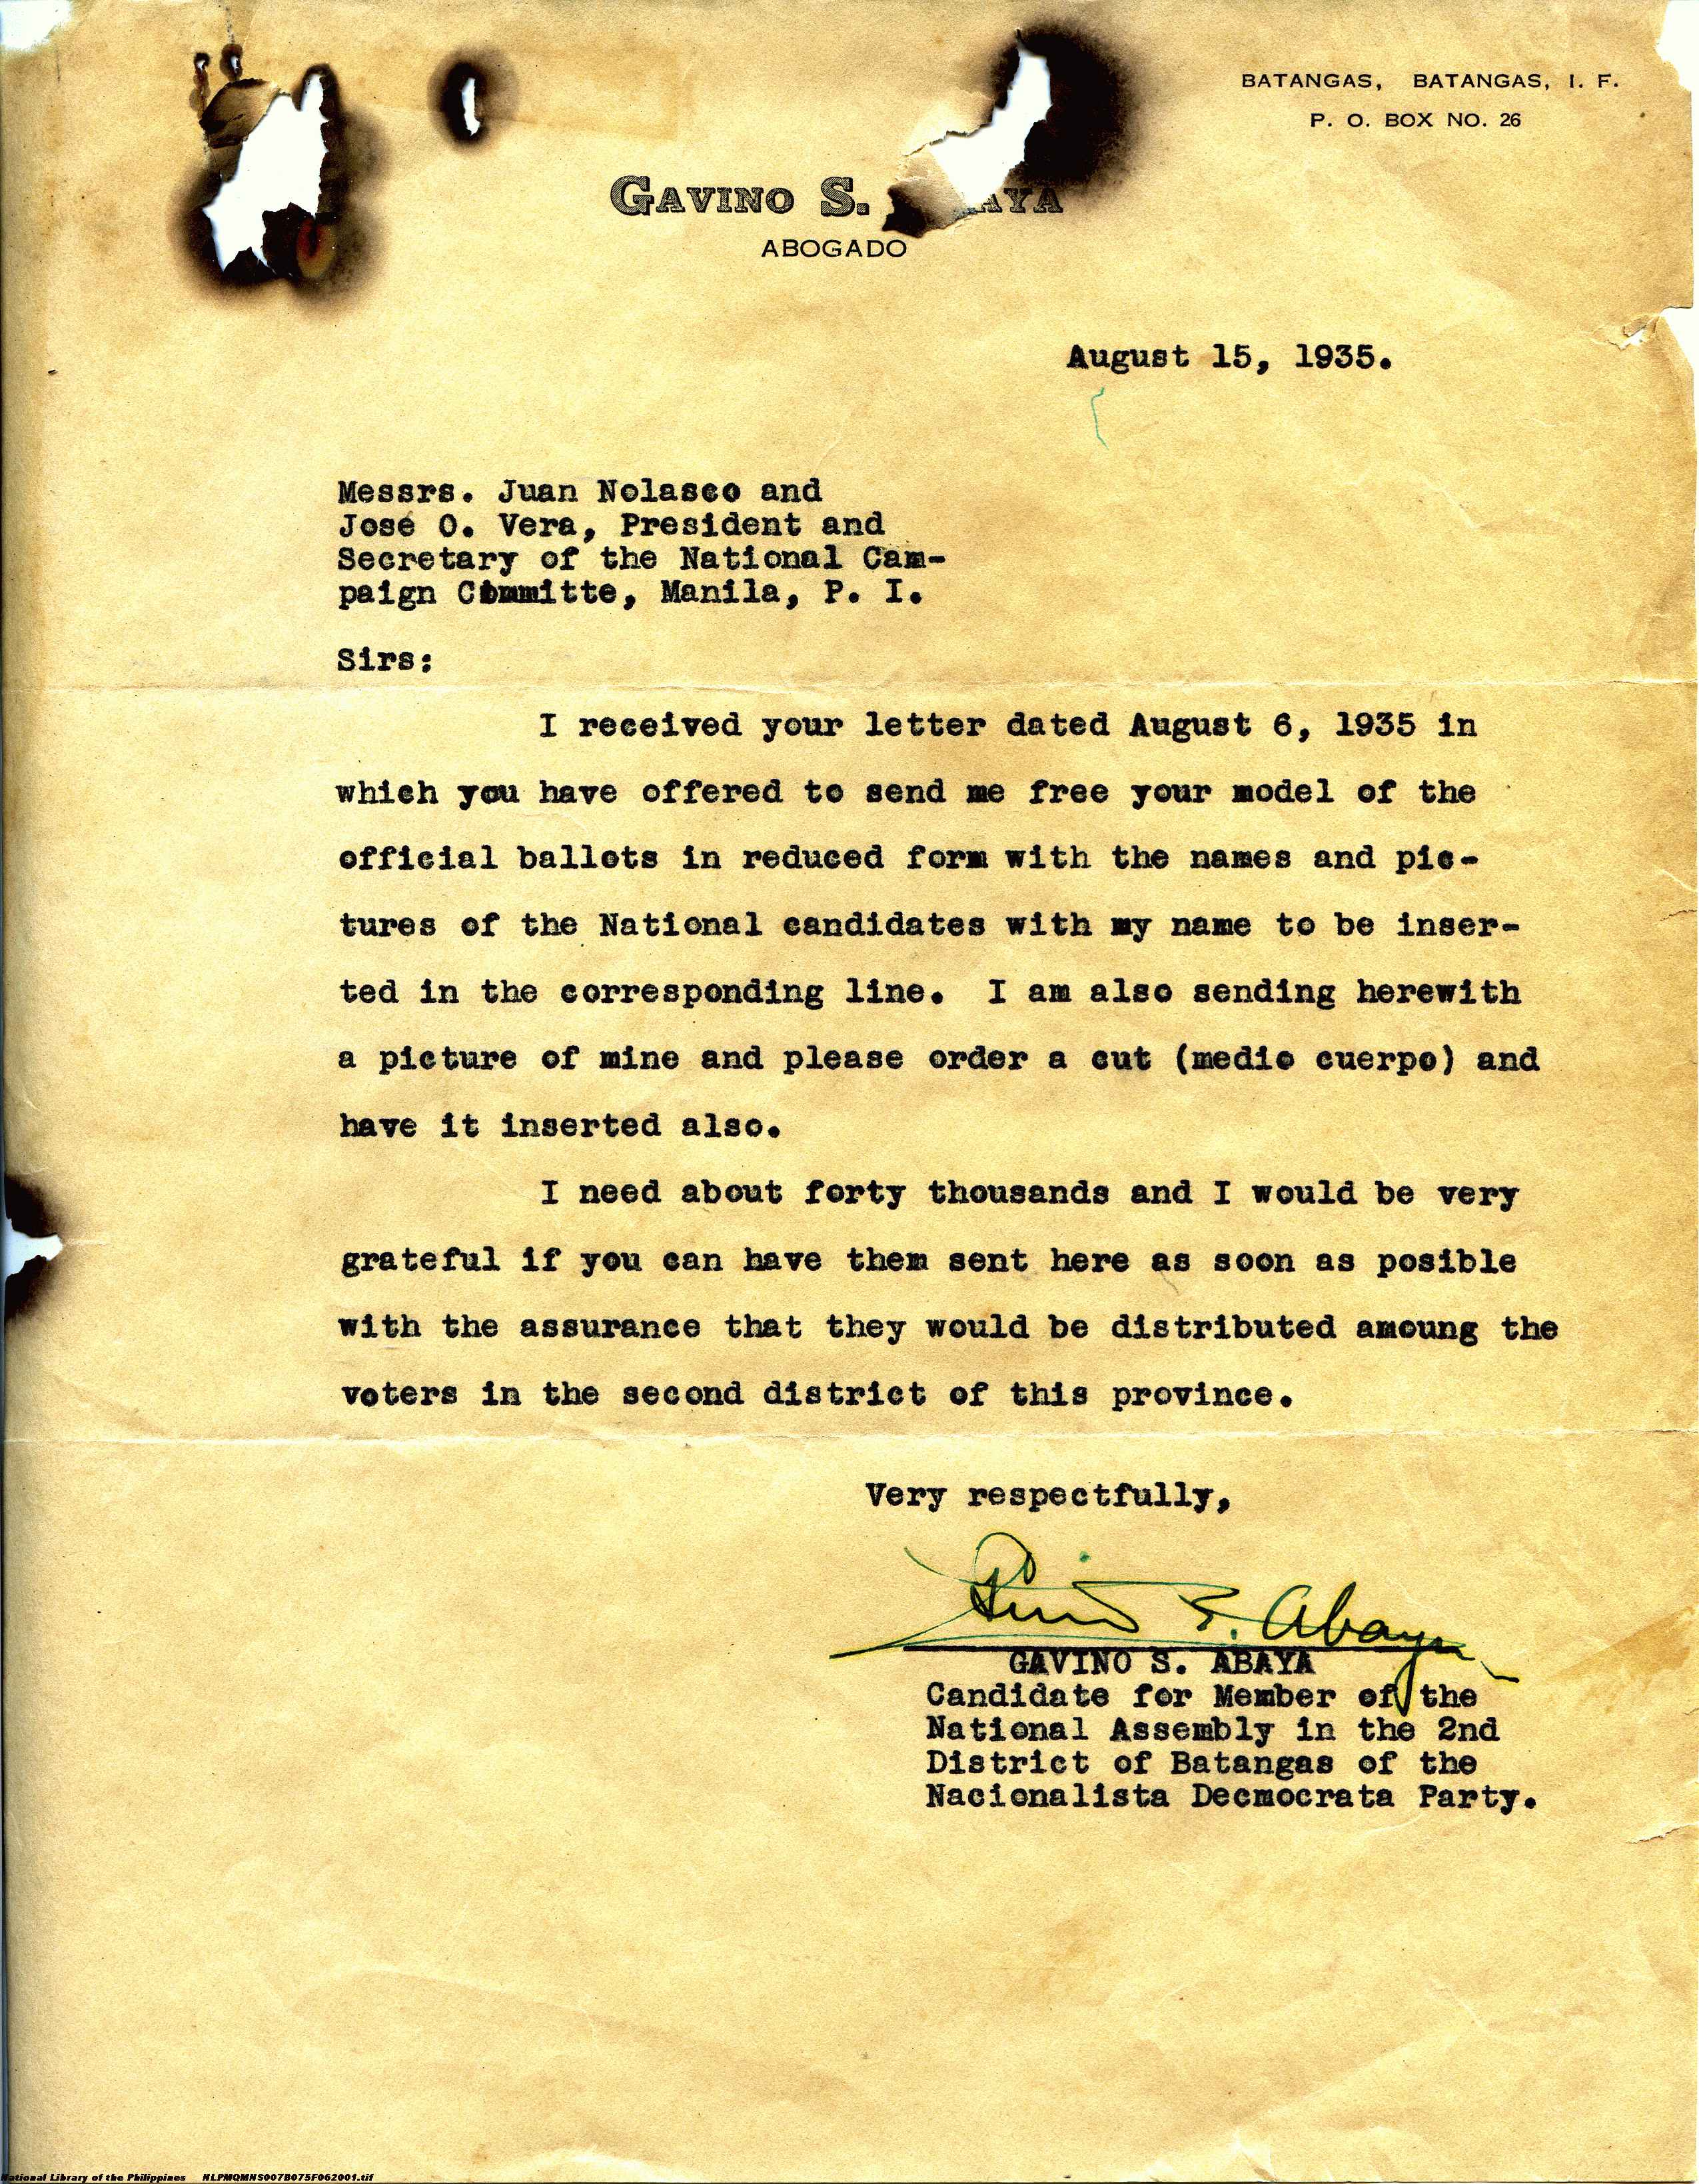 BATANGAS, BATANGAS, I. F.
P. O. BOX NO. 26
GAVINO S. AYA
ABOGADO
August 15, 1935.
Messrs. Juan Nolasco and
José O. Vera, President and
Secretary of the National Cam-
paign Committe, Manila, P. I.
Sirs:
I received your letter dated August 6, 1935 in
which you have offered to send me free your model of the
official ballots in reduced form with the names and pic-
tures of the National candidates with my name to be inser-
ted in the corresponding line. I am also sending herewith
a picture of mine and please order a cut (medio cuerpo) and
have it inserted also.
I need about forty thousands and I would be very
grateful if you can have them sent here as soon as posible
with the assurance that they would be distributed amoung the
voters in the second district of this province.
Very respectfully,
Gavino S. Abaya
GAVINO S. ABAYA
Candidate for Member of the
National Assembly in the 2nd
District of Batangas of the
Nacionalista Decmocrata Party.
National Library of the Philippines NLPMQMNS007B075F062001.tif